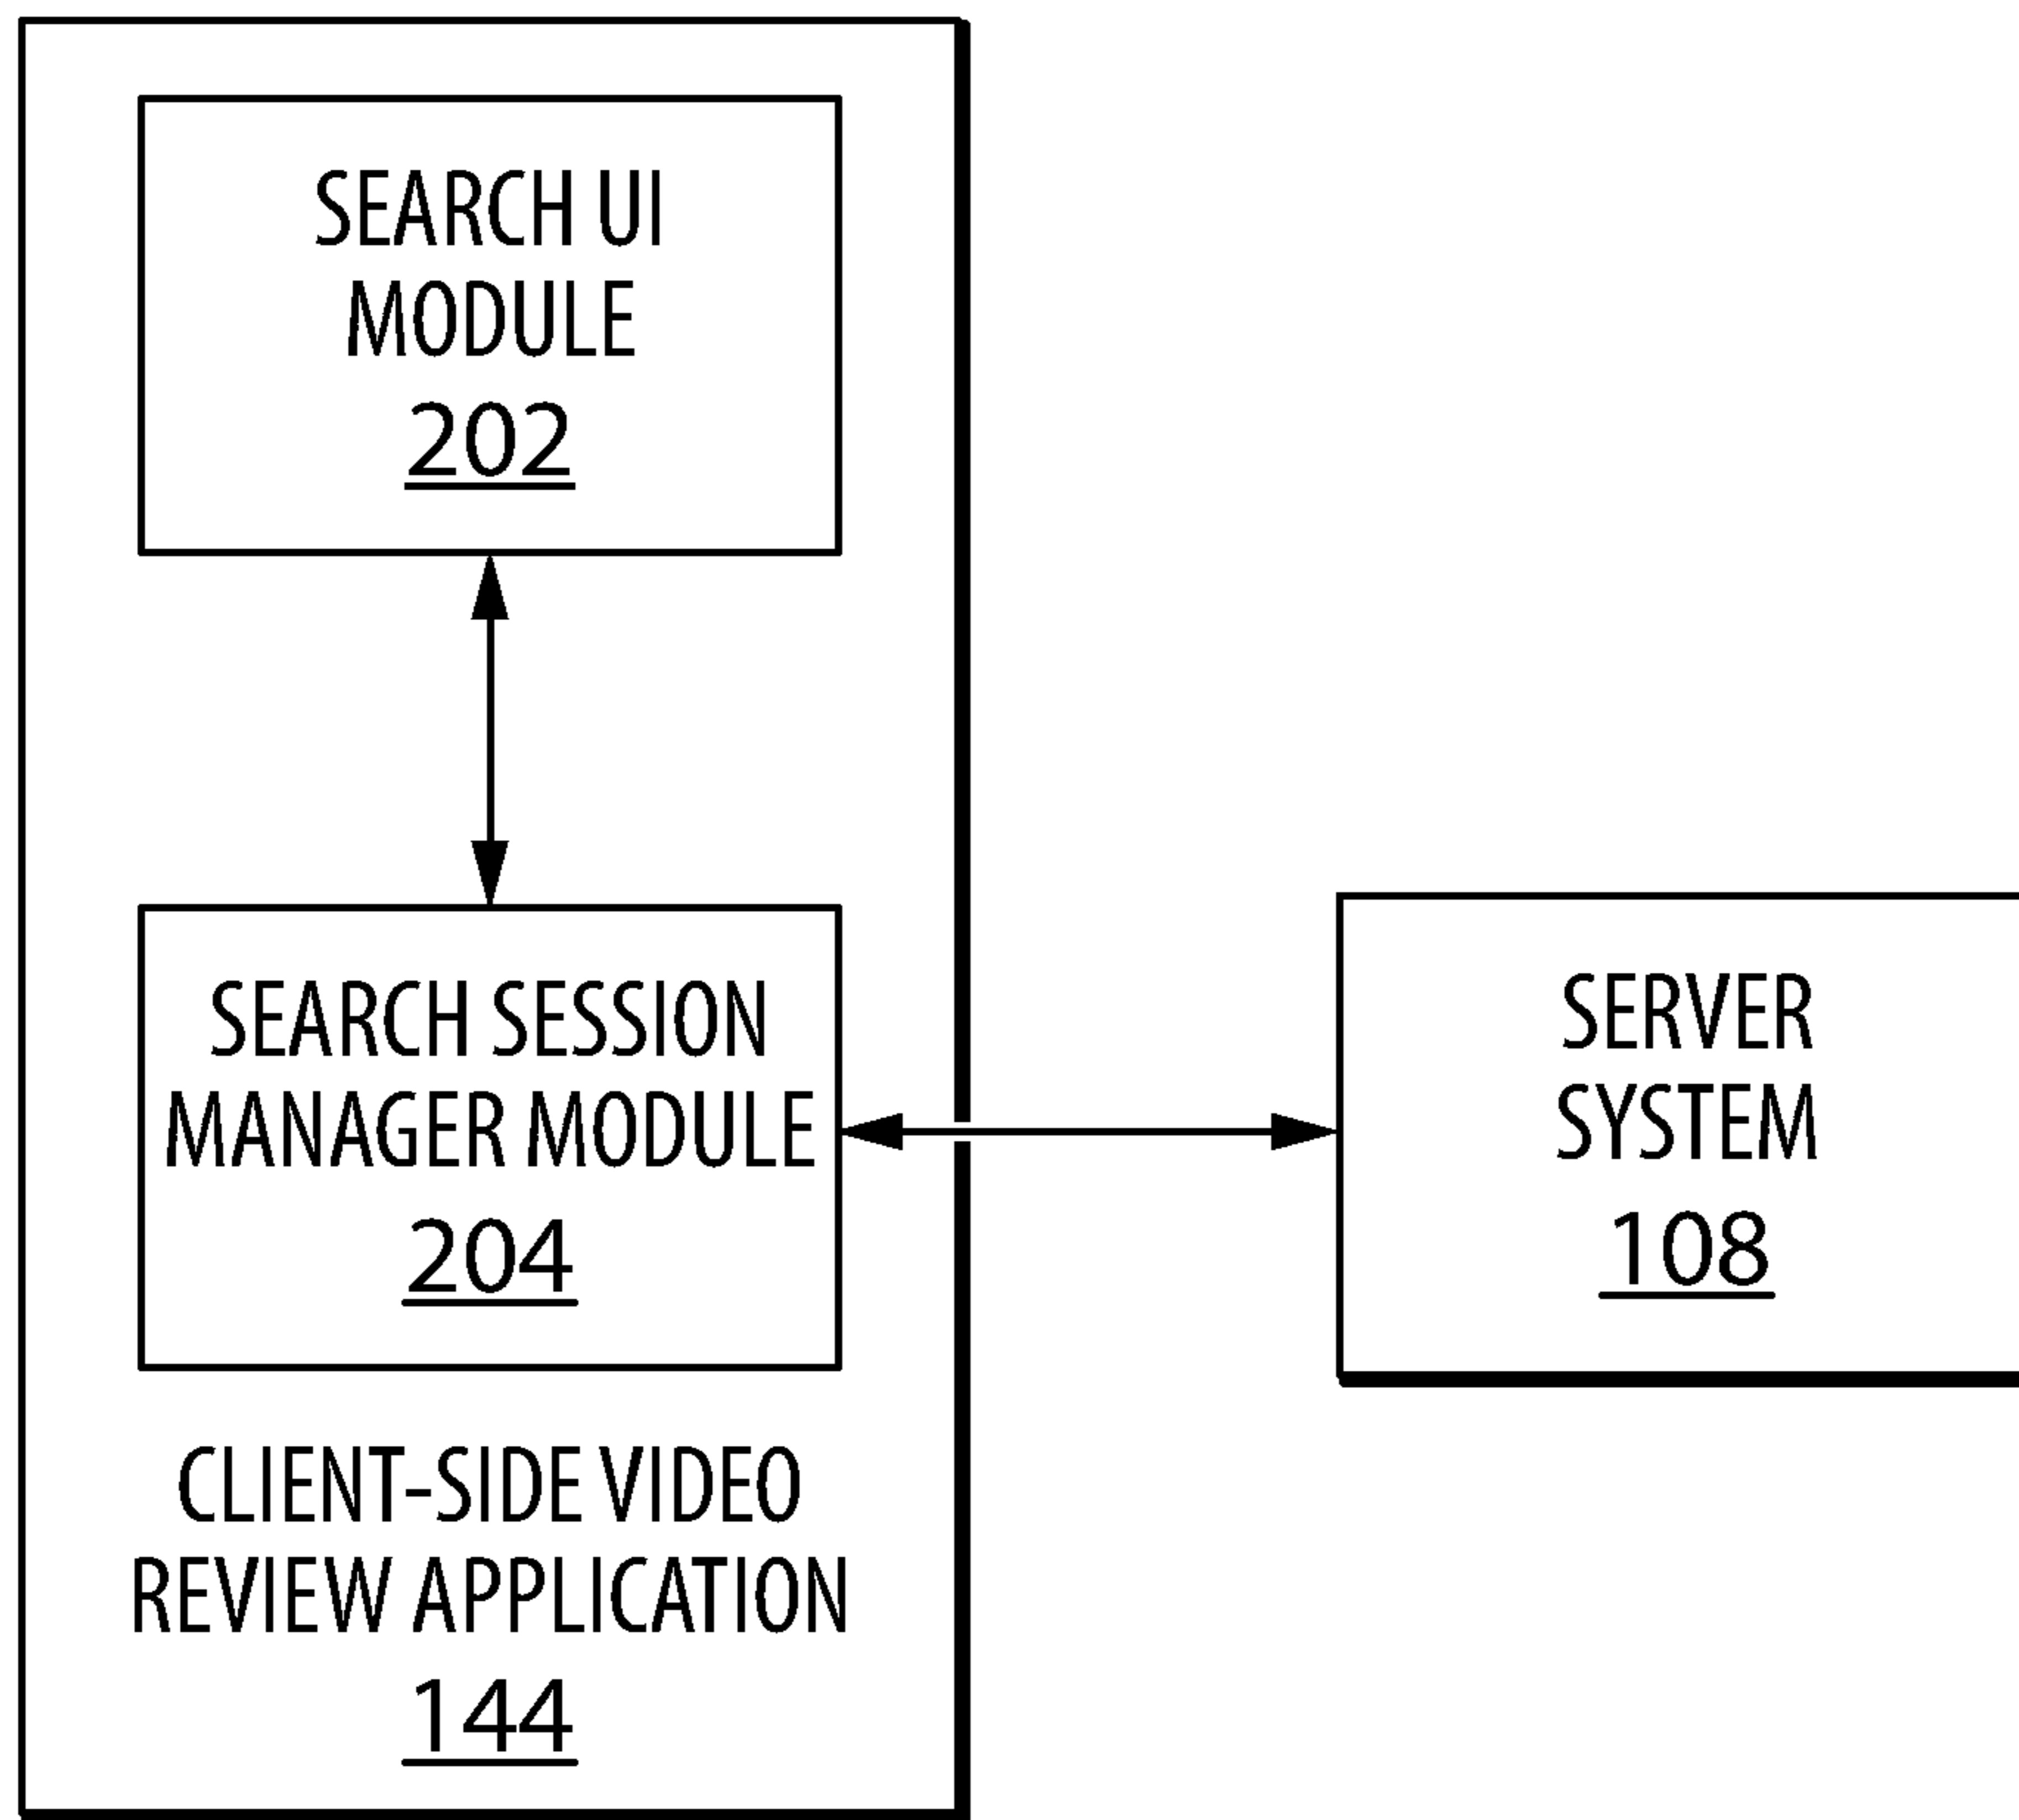 SEARCH UI
MODULE
202
SEARCH SESSION
MANAGER MODULE
204
CLIENT-SIDE VIDEO
REVIEW APPLICATION
144
SERVER
SYSTEM
108